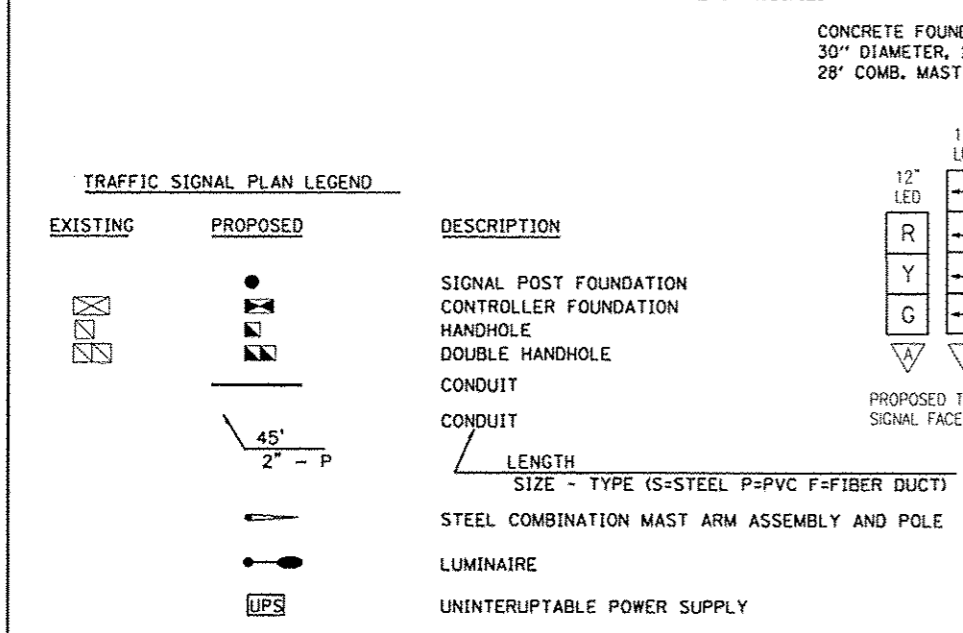 CONCRETE FOUND
30" DIAMETER,
28' COMB. MAST
TRAFFIC SIGNAL PLAN LEGEND
EXISTING PROPOSED DESCRIPTION
SIGNAL POST FOUNDATION
CONTROLLER FOUNDATION
HANDHOLE
DOUBLE HANDHOLE
CONDUIT
45'
2" - P
CONDUIT
LENGTH
SIZE - TYPE (S=STEEL P=PVC F=FIBER DUCT)
STEEL COMBINATION MAST ARM ASSEMBLY AND POLE
LUMINAIRE
UPS UNINTERUPTABLE POWER SUPPLY
12"
LED
R
Y
G
A
PROPOSED T
SIGNAL FACE